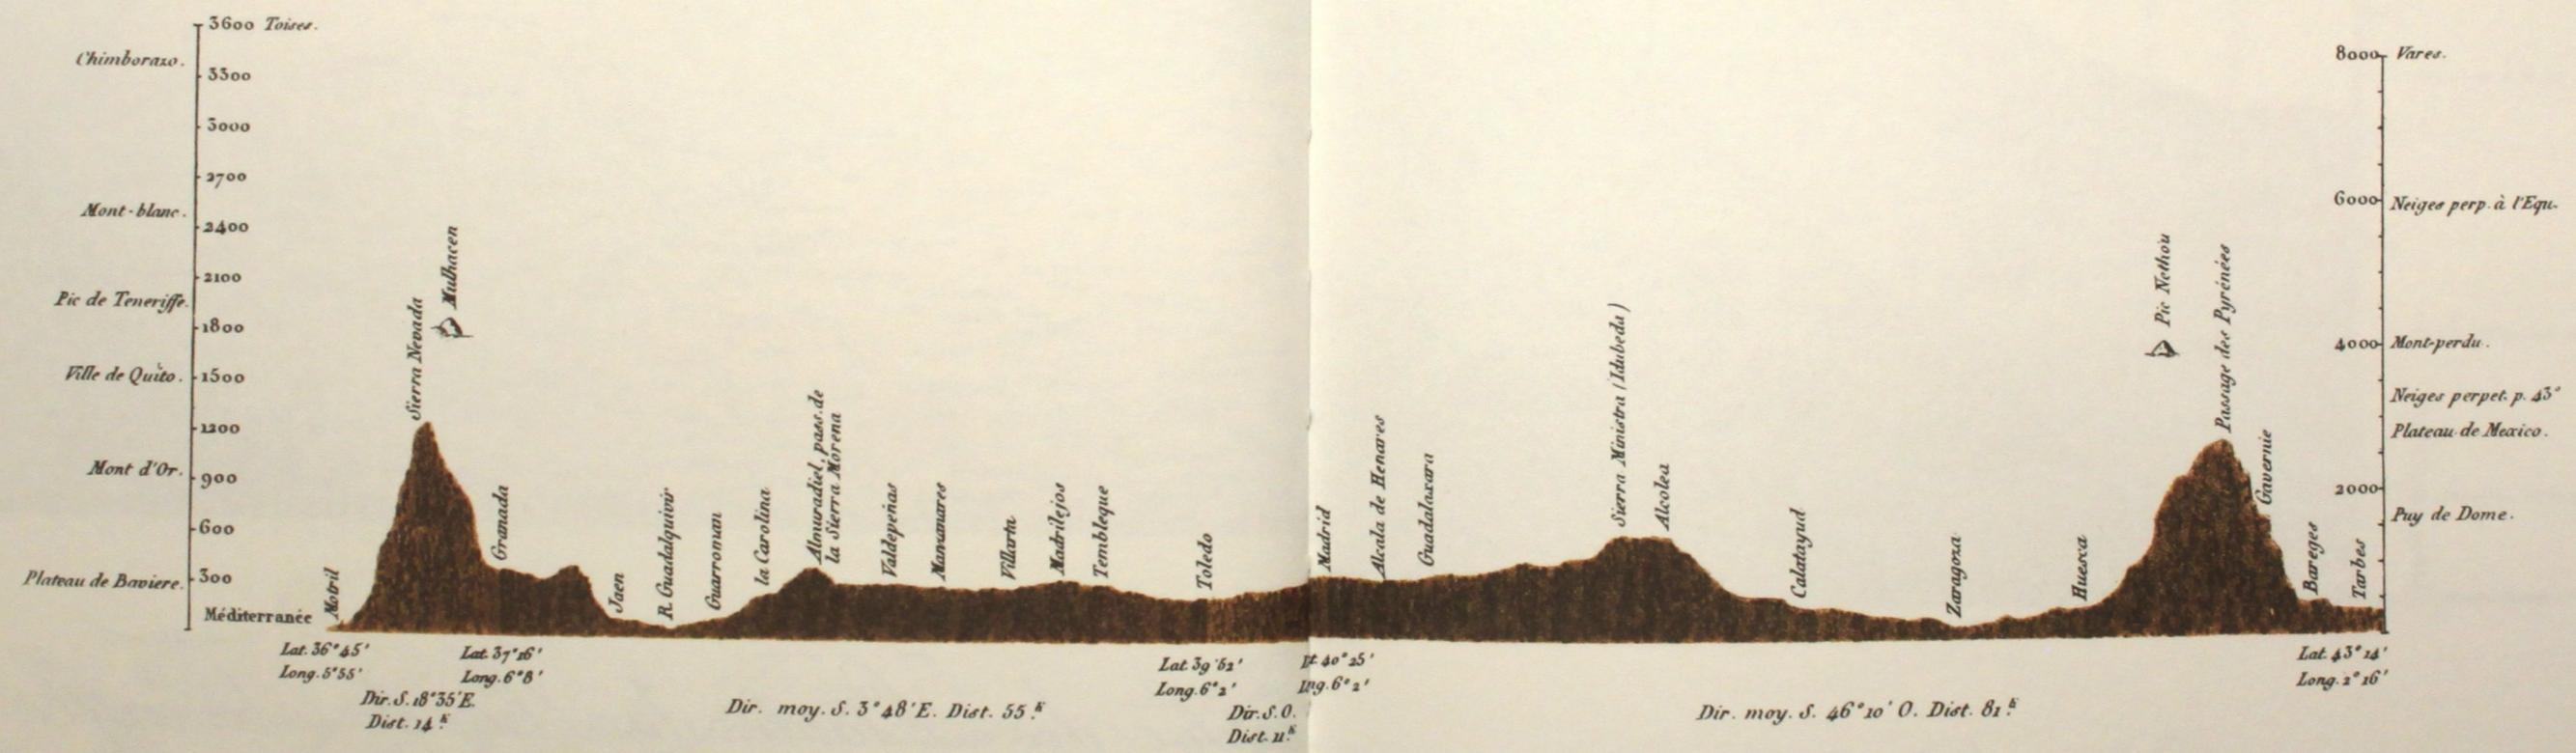 3600 Toises.
Chimborazo.
3300
3000
2700
Mont-blanc.
2400
2100
Pic de Teneriffe.
1800
Ville de Quito.
1500
1200
Mont d'Or.
900
600
Plateau de Baviere.
300
Méditerranée
Motril
Sierra Nevada
Mulhacen
Granada
Jaen
R. Guadalquivir
Guarroman
la Carolina
Almuradiel, pass. de
la Sierra Morena
Valdepeñas
Manzanares
Villarta
Madrilejos
Tembleque
Toledo
Madrid
Alcala de Henares
Guadalaxara
Sierra Ministra (Idubeda)
Alcolea
Calatayud
Zaragoza
Huesca
Pic Nethou
Passage des Pyrénées
Gavernie
Bareges
Tarbes
8000 Vares.
6000 Neiges perp. à l'Equ.
4000 Mont-perdu.
Neiges perpet. p. 43°
Plateau de Mexico.
2000
Puy de Dome.
Lat. 36°45'
Long. 5°55'
Lat. 37°16'
Long. 6°8'
Dir. S. 18°35'E.
Dist. 14
Dir. moy. S. 3°48'E. Dist. 55
Lat 39°52'
Long. 6°2'
Dir. S.O.
Dist. 11
40°25'
6°2'
Dir. moy. S. 46°10' O. Dist. 81
Lat. 43°14'
Long. 2°16'